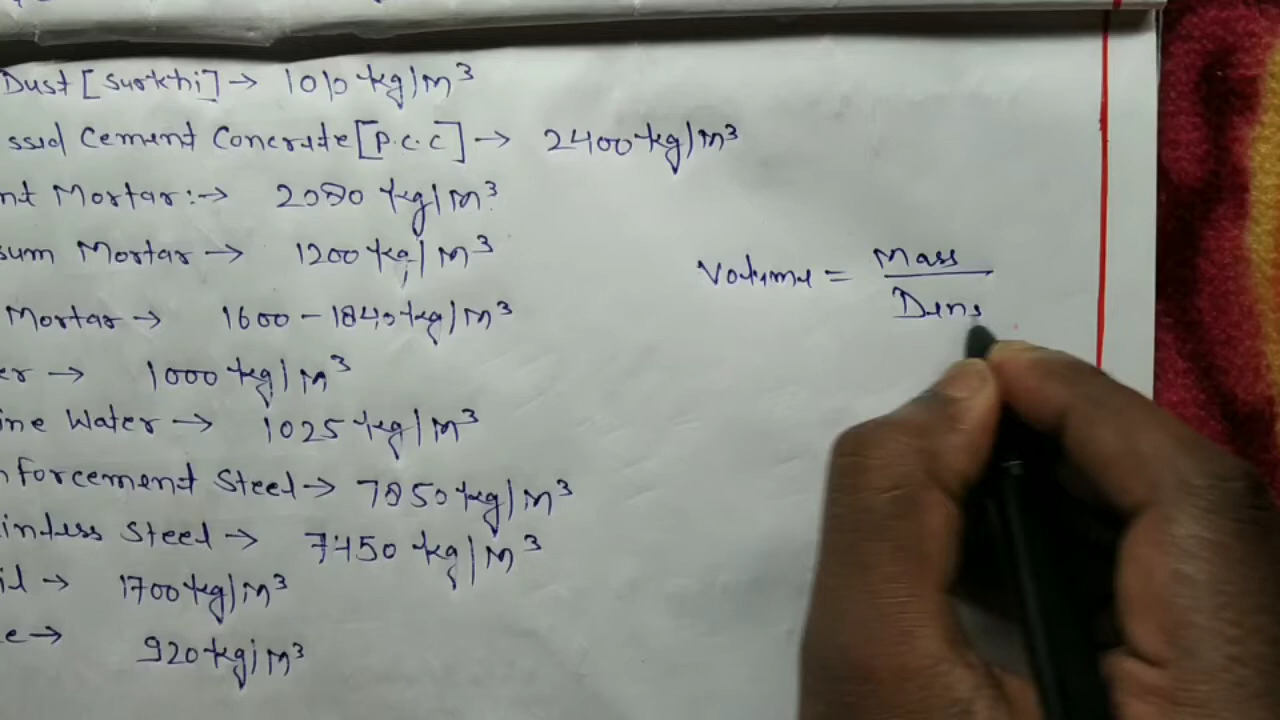 Dust [Surkhi] → 1010 kg/m³
ssed Cement Concrete [P.C.C] → 2400 kg/m³
nt Mortar :→ 2080 kg/m³
sum Mortar → 1200 kg/m³
Mortar → 1600 - 1840 kg/m³
er → 1000 kg/m³
ine Water → 1025 kg/m³
nforcement Steel → 7850 kg/m³
inless Steel → 7450 kg/m³
il → 1700 kg/m³
e → 920 kg/m³
Volume = Mass
Dens